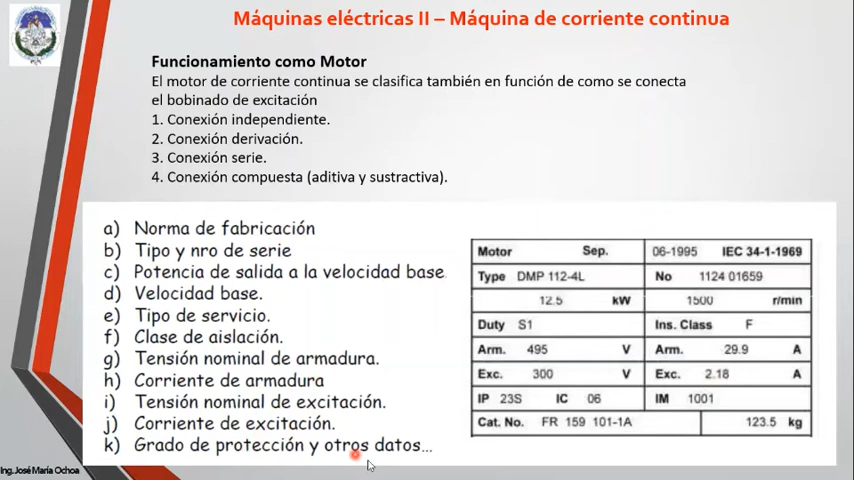 Máquinas eléctricas II – Máquina de corriente continua
Funcionamiento como Motor
El motor de corriente continua se clasifica también en función de como se conecta
el bobinado de excitación
1. Conexión independiente.
2. Conexión derivación.
3. Conexión serie.
4. Conexión compuesta (aditiva y sustractiva).
a) Norma de fabricación
b) Tipo y nro de serie
c) Potencia de salida a la velocidad base
d) Velocidad base.
e) Tipo de servicio.
f) Clase de aislación.
g) Tensión nominal de armadura.
h) Corriente de armadura
i) Tensión nominal de excitación.
j) Corriente de excitación.
k) Grado de protección y otros datos...
Motor Sep. 06-1995 IEC 34-1-1969
Type DMP 112-4L No 1124 01659
12.5 kW 1500 r/min
Duty S1 Ins. Class F
Arm. 495 V Arm. 29.9 A
Exc. 300 V Exc. 2.18 A
IP 23S IC 06 IM 1001
Cat. No. FR 159 101-1A 123.5 kg
Ing. José María Ochoa